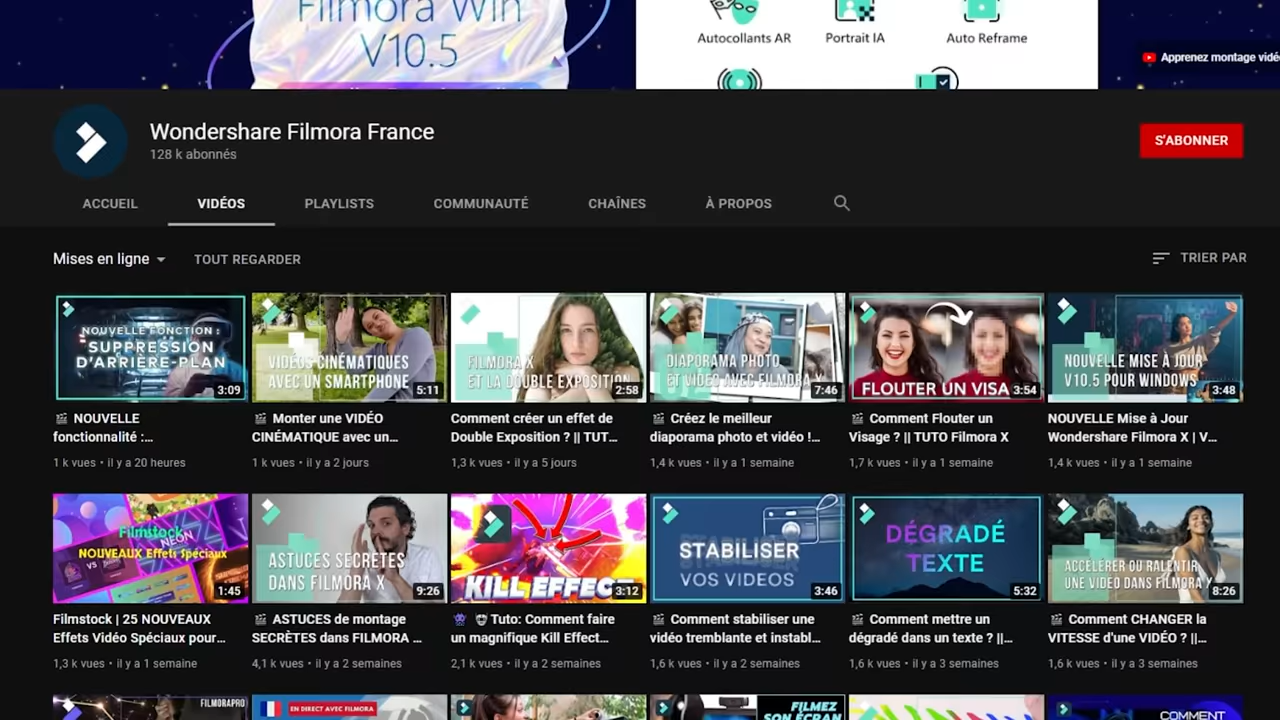 Filmora Win
V10.5
Autocollants AR
Portrait IA
Auto Reframe
Apprenez montage vidé
Wondershare Filmora France
128 k abonnés
S'ABONNER
ACCUEIL
VIDÉOS
PLAYLISTS
COMMUNAUTÉ
CHAÎNES
À PROPOS
Mises en ligne
TOUT REGARDER
TRIER PAR
NOUVELLE FONCTION :
SUPPRESSION
D'ARRIÈRE-PLAN
3:09
VIDÉOS CINÉMATIQUES
AVEC UN SMARTPHONE
5:11
FILMORA X
ET LA DOUBLE EXPOSITION
2:58
DIAPORAMA PHOTO
ET VIDÉO AVEC FILMORA X
7:46
FLOUTER UN VISA
3:54
NOUVELLE MISE À JOUR
V10.5 POUR WINDOWS
3:48
NOUVELLE
fonctionnalité :...
1 k vues • il y a 20 heures
Monter une VIDÉO
CINÉMATIQUE avec un...
1 k vues • il y a 2 jours
Comment créer un effet de
Double Exposition ? || TUT...
1,3 k vues • il y a 5 jours
Créez le meilleur
diaporama photo et vidéo !...
1,4 k vues • il y a 1 semaine
Comment Flouter un
Visage ? || TUTO Filmora X
1,7 k vues • il y a 1 semaine
NOUVELLE Mise à Jour
Wondershare Filmora X | V...
1,4 k vues • il y a 1 semaine
Filmstock
NEON
NOUVEAUX Effets Spéciaux
VS
1:45
ASTUCES SECRÈTES
DANS FILMORA X
9:26
KILL EFFEC
3:12
STABILISER
VOS VIDEOS
3:46
DÉGRADÉ
TEXTE
5:32
ACCÉLÉRER OU RALENTIR
UNE VIDÉO DANS FILMORA X
8:26
Filmstock | 25 NOUVEAUX
Effets Vidéo Spéciaux pour...
1,3 k vues • il y a 1 semaine
ASTUCES de montage
SECRÈTES dans FILMORA ...
4,1 k vues • il y a 2 semaines
Tuto: Comment faire
un magnifique Kill Effect...
2,1 k vues • il y a 2 semaines
Comment stabiliser une
vidéo tremblante et instabl...
1,6 k vues • il y a 2 semaines
Comment mettre un
dégradé dans un texte ? ||...
1,6 k vues • il y a 3 semaines
Comment CHANGER la
VITESSE d'une VIDÉO ? ||...
1,6 k vues • il y a 3 semaines
FILMORAPRO
EN DIRECT AVEC FILMORA
FILMEZ
SON ÉCRAN
COMMENT